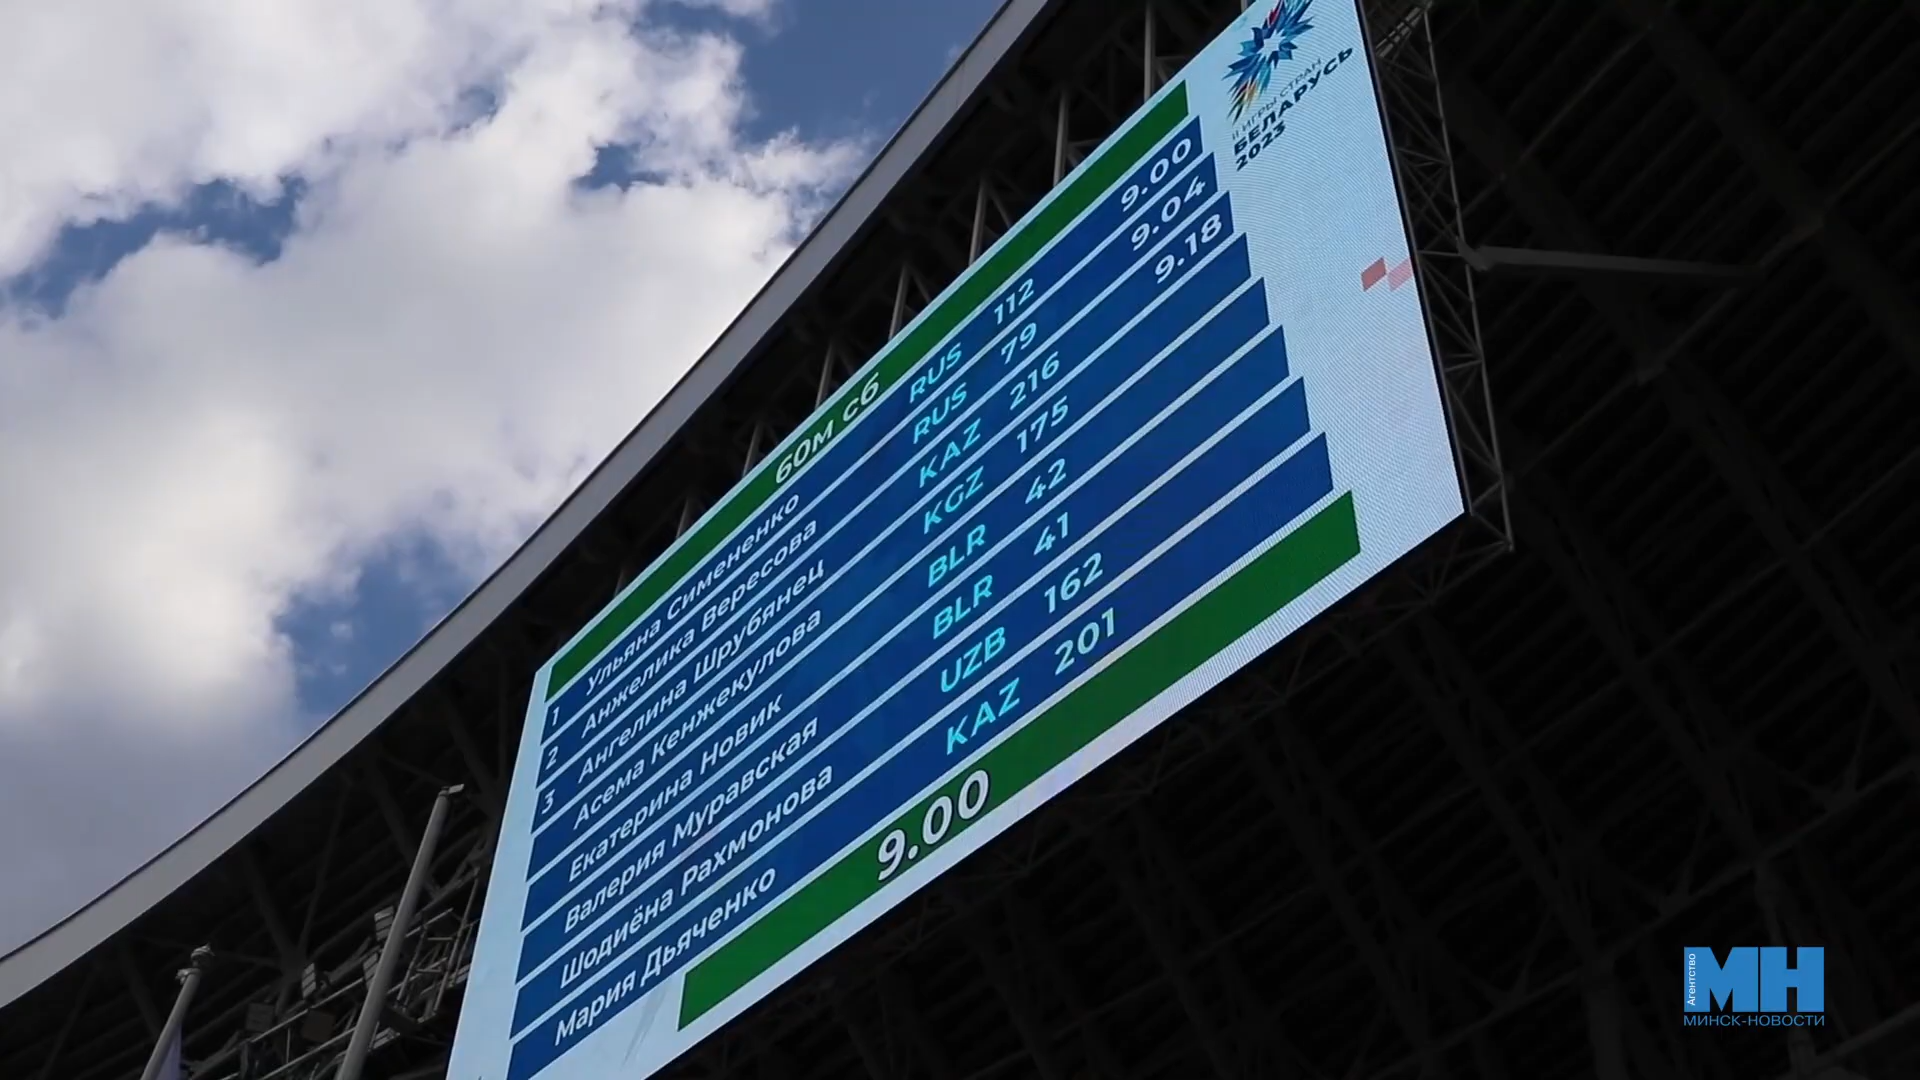 II ИГРЫ СТРАН
БЕЛАРУСЬ
2023
60м сб
1 Ульяна Симененко RUS 112 9.00
2 Анжелика Вересова RUS 79 9.04
3 Ангелина Шрубянец KAZ 216 9.18
Асема Кенжекулова KGZ 175
Екатерина Новик BLR 42
Валерия Муравская BLR 41
Шодиёна Рахмонова UZB 162
Мария Дьяченко KAZ 201
9.00
Агентство
МН
МИНСК-НОВОСТИ